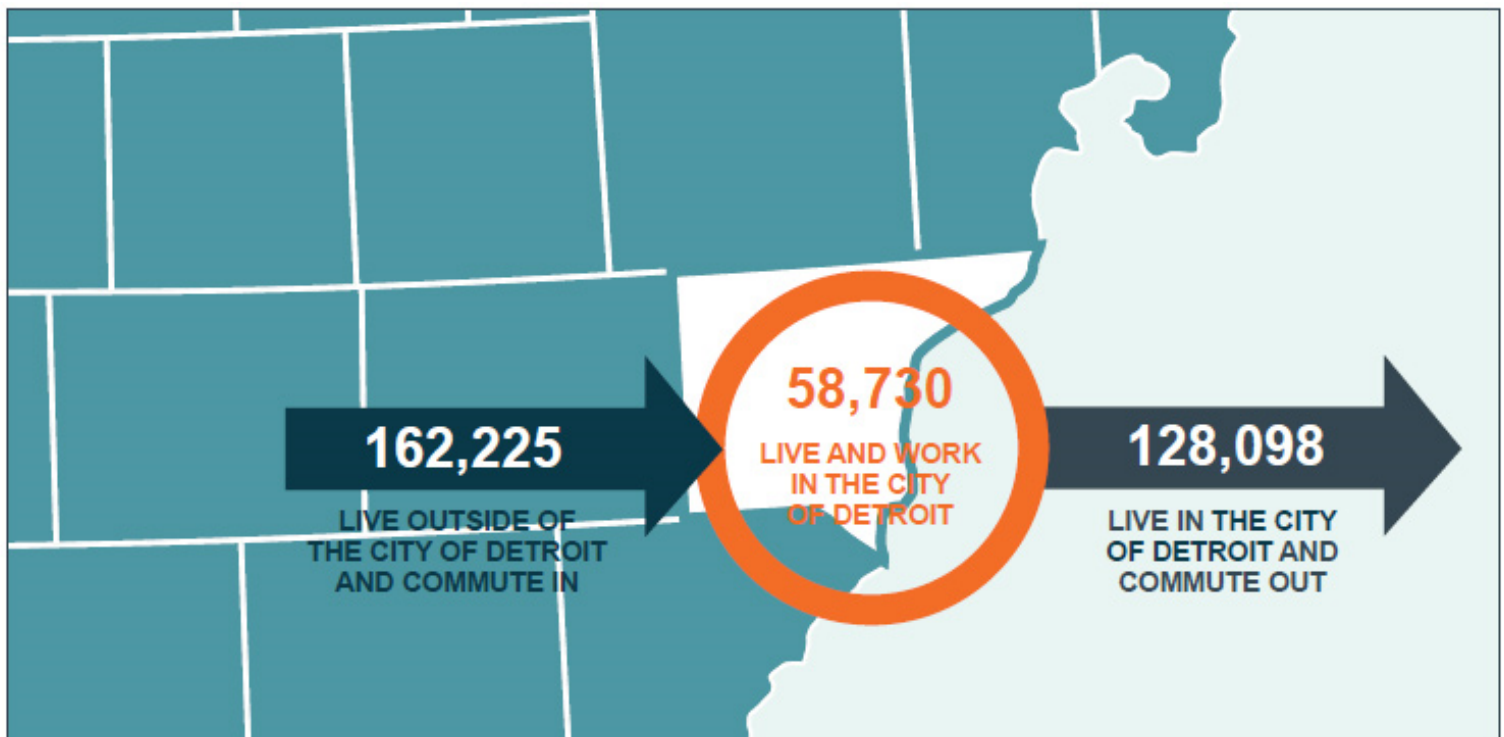 162,225
LIVE OUTSIDE OF
THE CITY OF DETROIT
AND COMMUTE IN
58,730
LIVE AND WORK
IN THE CITY
OF DETROIT
128,098
LIVE IN THE CITY
OF DETROIT AND
COMMUTE OUT